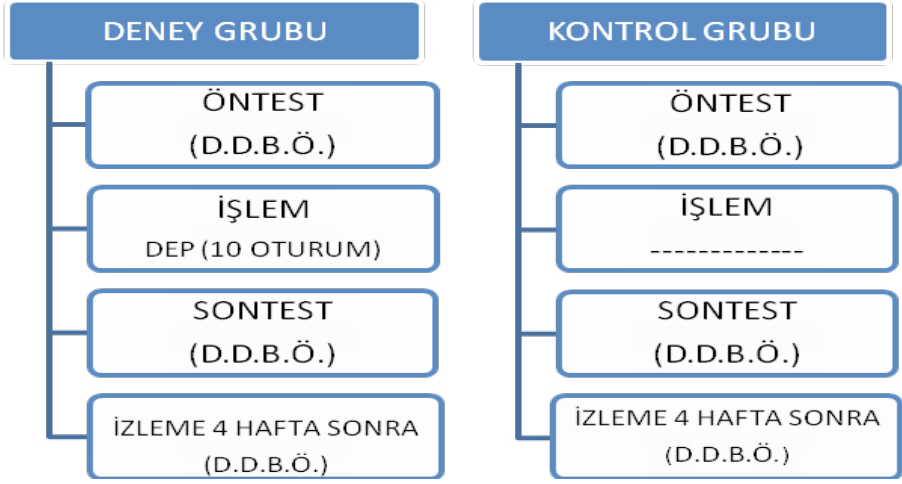 DENEY GRUBU
ÖNTEST
(D.D.B.Ö.)
İŞLEM
DEP (10 OTURUM)
SONTEST
(D.D.B.Ö.)
İZLEME 4 HAFTA SONRA
(D.D.B.Ö.)
KONTROL GRUBU
ÖNTEST
(D.D.B.Ö.)
İŞLEM
-------------
SONTEST
(D.D.B.Ö.)
İZLEME 4 HAFTA SONRA
(D.D.B.Ö.)